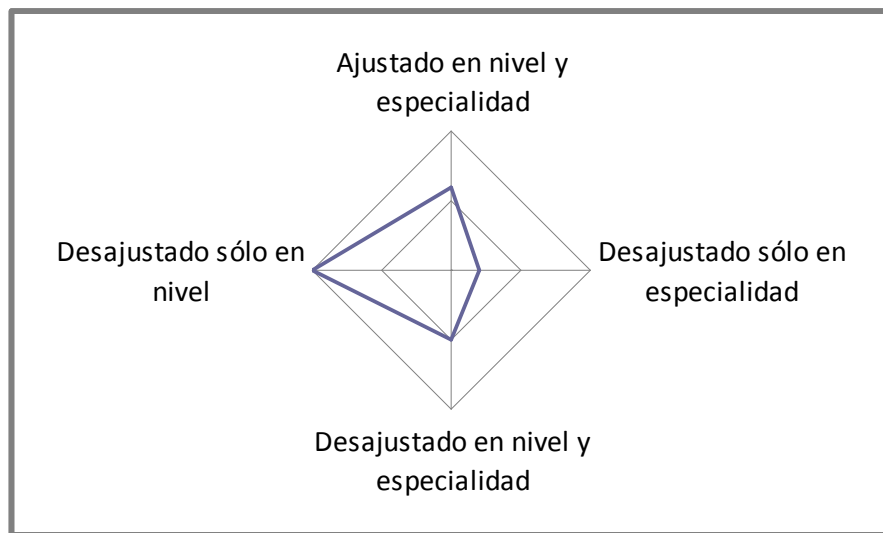 Ajustado en nivel y
especialidad
Desajustado sólo en
nivel
Desajustado sólo en
especialidad
Desajustado en nivel y
especialidad